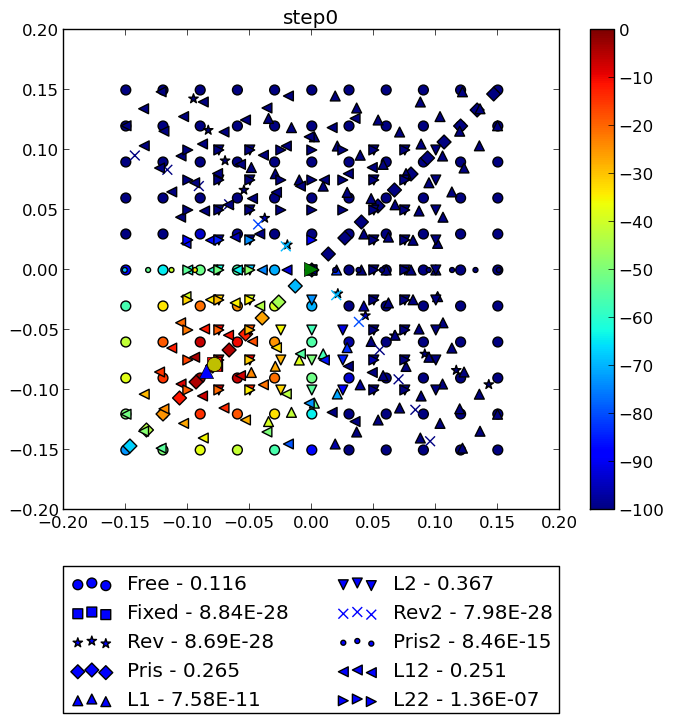 step0
0.20
0.15
0.10
0.05
0.00
−0.05
−0.10
−0.15
−0.20
−0.20 −0.15 −0.10 −0.05 0.00 0.05 0.10 0.15 0.20
0
−10
−20
−30
−40
−50
−60
−70
−80
−90
−100
Free - 0.116
Fixed - 8.84E-28
Rev - 8.69E-28
Pris - 0.265
L1 - 7.58E-11
L2 - 0.367
Rev2 - 7.98E-28
Pris2 - 8.46E-15
L12 - 0.251
L22 - 1.36E-07